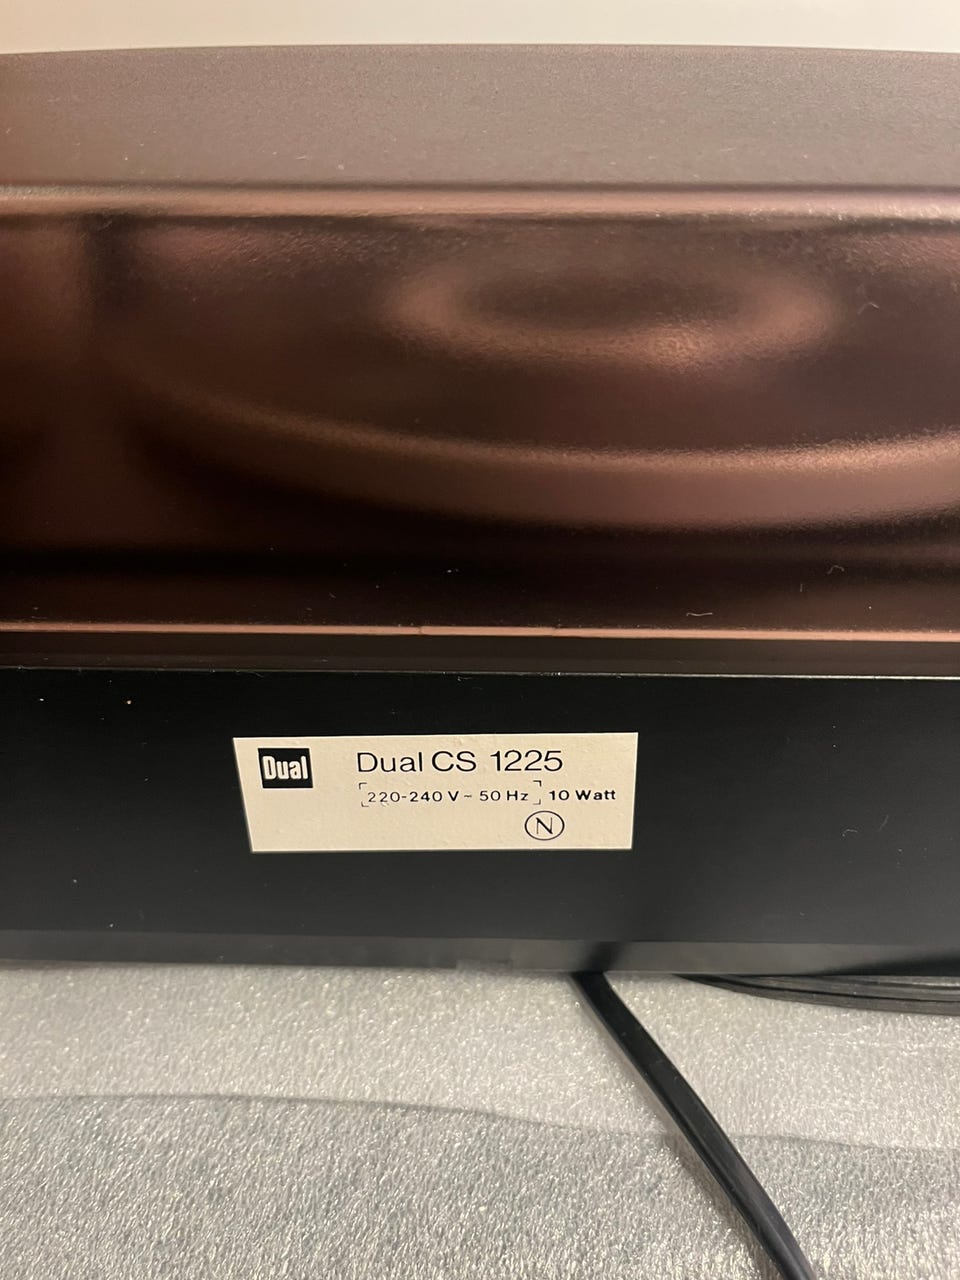 Dual
Dual CS 1225
220-240 V ~ 50 Hz 10 Watt
N